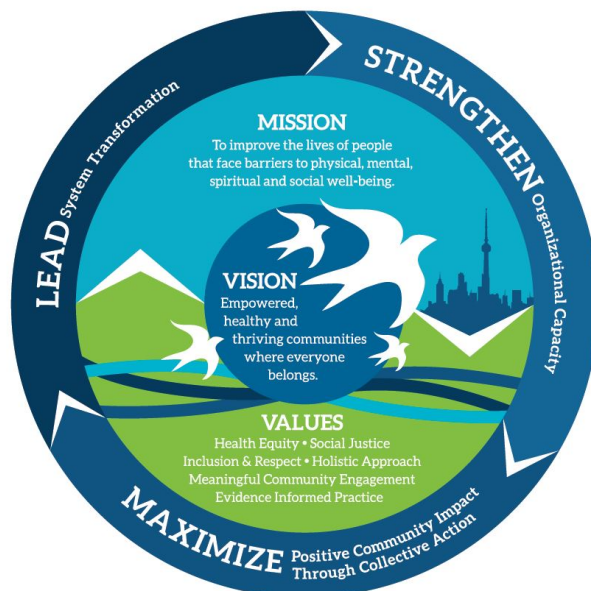 LEAD System Transformation
STRENGTHEN Organizational Capacity
MISSION
To improve the lives of people
that face barriers to physical, mental,
spiritual and social well-being.
VISION
Empowered,
healthy and
thriving communities
where everyone
belongs.
VALUES
Health Equity • Social Justice
Inclusion & Respect • Holistic Approach
Meaningful Community Engagement
Evidence Informed Practice
MAXIMIZE Positive Community Impact
Through Collective Action